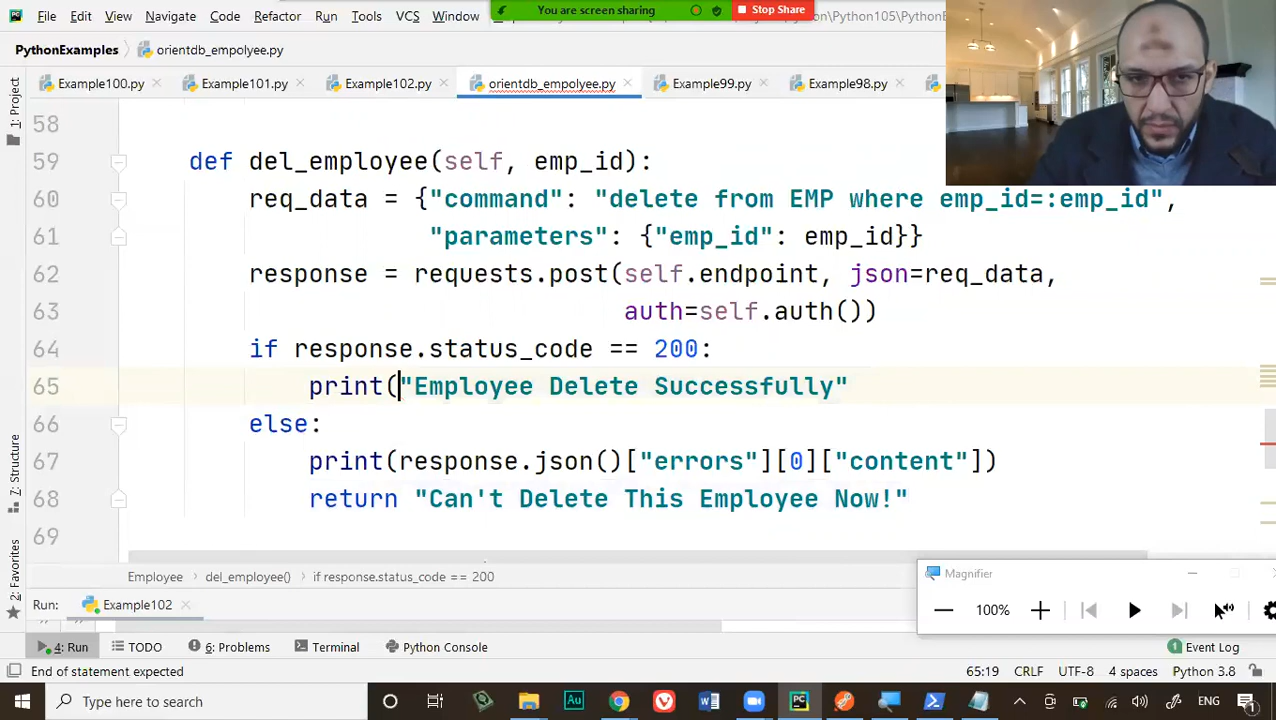 File Edit View Navigate Code Refactor Run Tools VCS Window
You are screen sharing
Stop Share
PythonExamples orientdb_empolyee.py
Example100.py Example101.py Example102.py orientdb_empolyee.py Example99.py Example98.py
1: Project
58
59 def del_employee(self, emp_id):
60 req_data = {"command": "delete from EMP where emp_id=:emp_id",
61 "parameters": {"emp_id": emp_id}}
62 response = requests.post(self.endpoint, json=req_data,
63 auth=self.auth())
64 if response.status_code == 200:
65 print("Employee Delete Successfully"
66 else:
67 print(response.json()["errors"][0]["content"])
68 return "Can't Delete This Employee Now!"
69
7: Structure
2: Favorites
Employee del_employee() if response.status_code == 200
Magnifier
100%
Run: Example102
4: Run TODO 6: Problems Terminal Python Console Event Log
End of statement expected 65:19 CRLF UTF-8 4 spaces Python 3.8
Type here to search
ENG